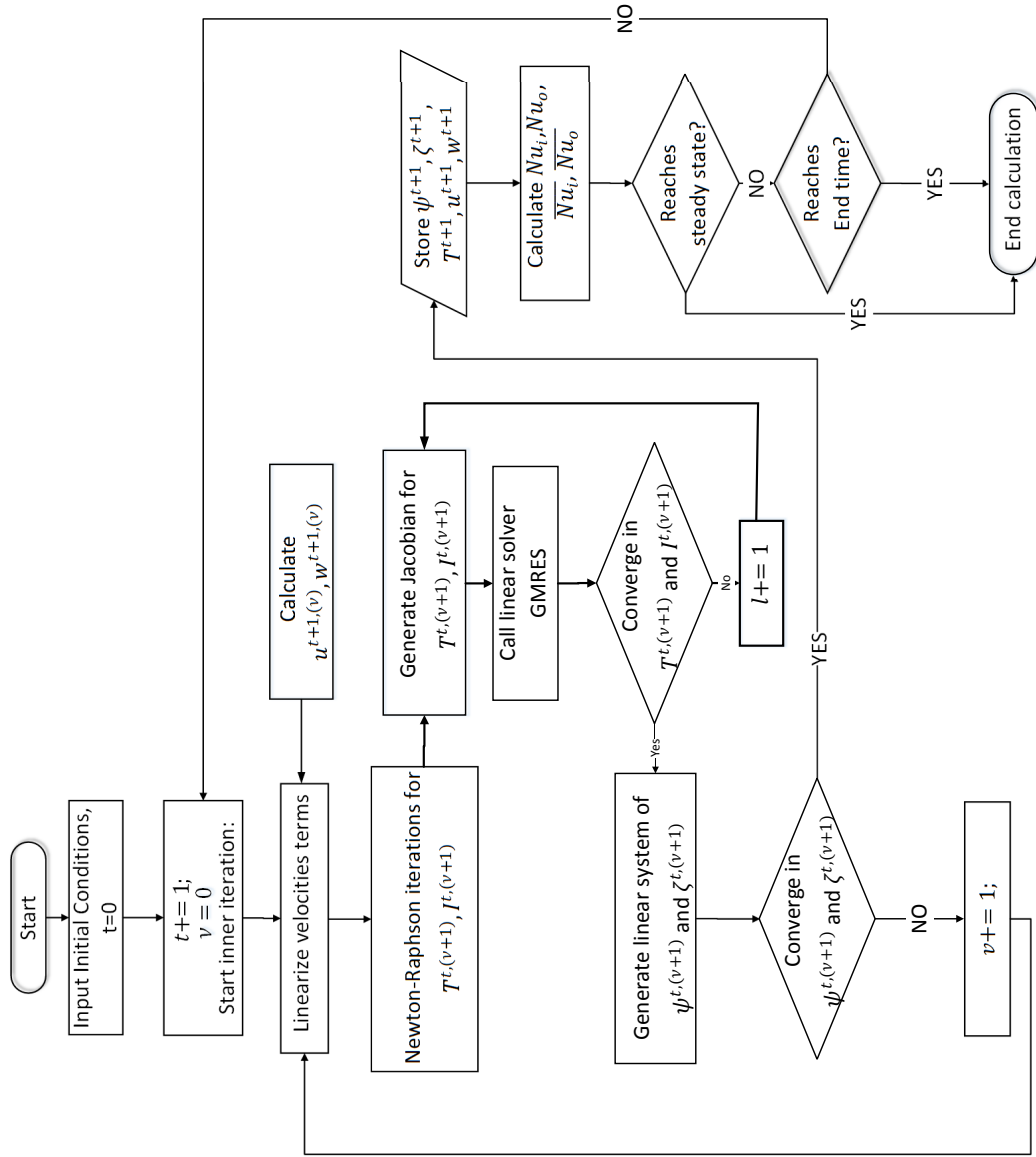 Start
Input Initial Conditions,
t=0
t+= 1;
ν = 0
Start inner iteration:
Linearize velocities terms
Calculate
u^{t+1,(ν)}, w^{t+1,(ν)}
Newton-Raphson iterations for
T^{t,(ν+1)}, I^{t,(ν+1)}
Generate Jacobian for
T^{t,(ν+1)}, I^{t,(ν+1)}
Call linear solver
GMRES
Converge in
T^{t,(ν+1)} and I^{t,(ν+1)}
No
l+= 1
Yes
Generate linear system of
ψ^{t,(ν+1)} and ζ^{t,(ν+1)}
Converge in
ψ^{t,(ν+1)} and ζ^{t,(ν+1)}
NO
ν+= 1;
YES
Store ψ^{t+1}, ζ^{t+1},
T^{t+1}, u^{t+1}, w^{t+1}
Calculate Nu_i, Nu_o,
\overline{Nu_i}, \overline{Nu_o}
Reaches
steady state?
YES
NO
Reaches
End time?
NO
YES
End calculation